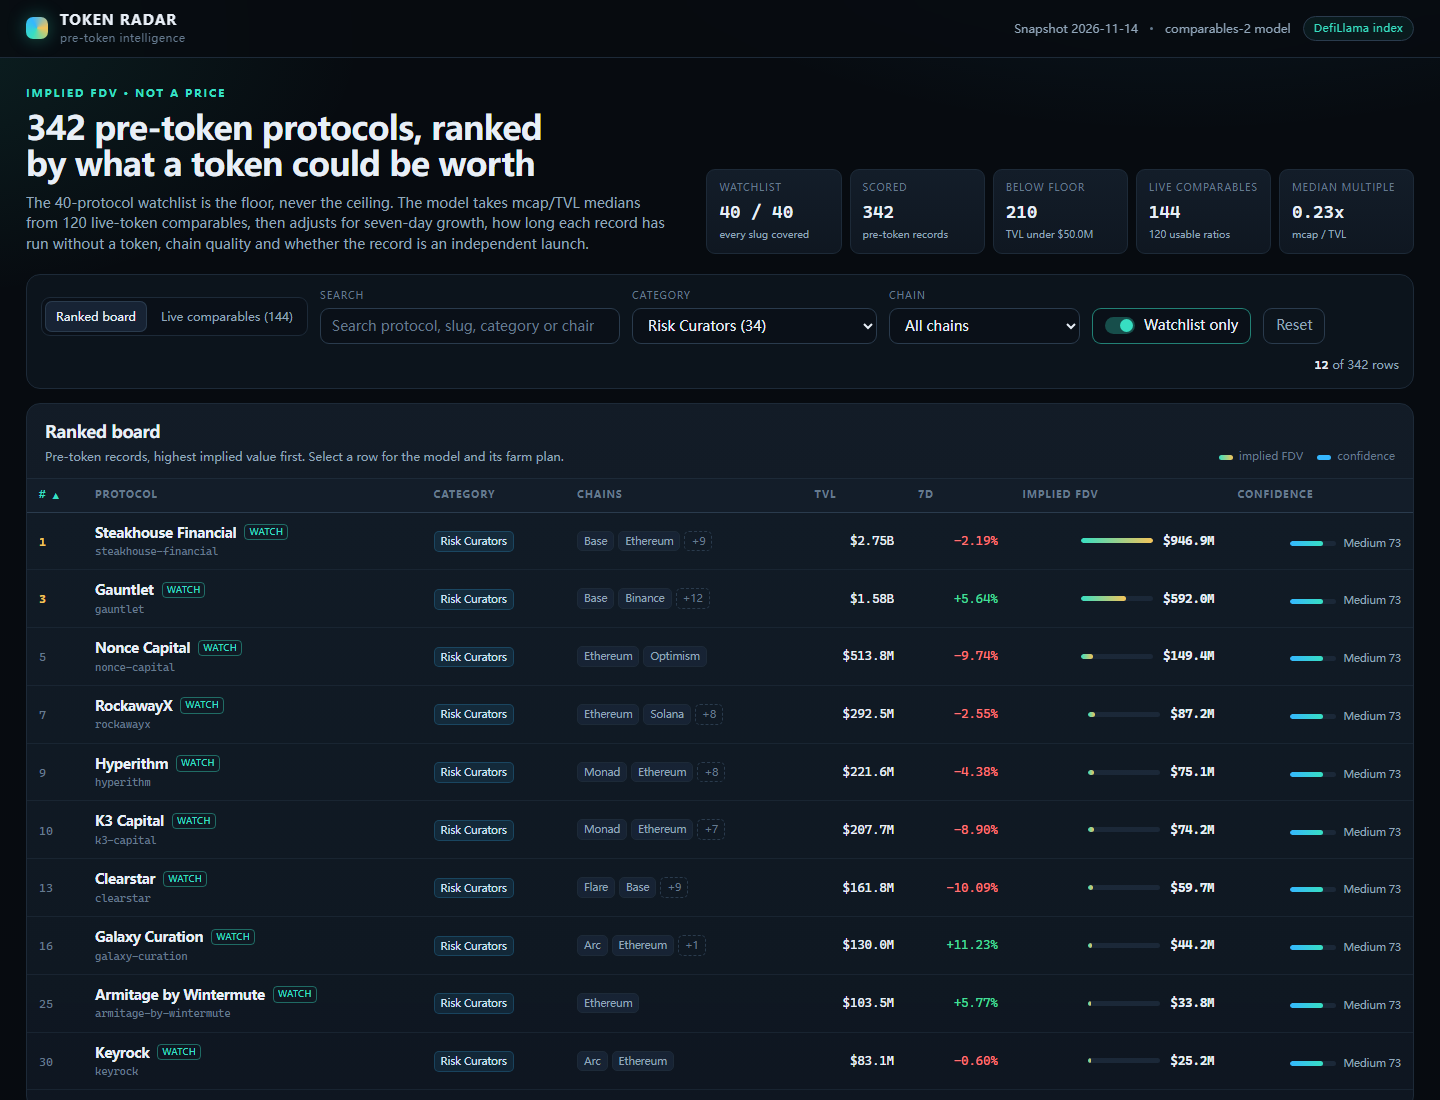 TOKEN RADAR
pre-token intelligence
Snapshot 2026-11-14 • comparables-2 model DefiLlama index
IMPLIED FDV • NOT A PRICE
342 pre-token protocols, ranked
by what a token could be worth
The 40-protocol watchlist is the floor, never the ceiling. The model takes mcap/TVL medians
from 120 live-token comparables, then adjusts for seven-day growth, how long each record has
run without a token, chain quality and whether the record is an independent launch.
WATCHLIST
40 / 40
every slug covered
SCORED
342
pre-token records
BELOW FLOOR
210
TVL under $50.0M
LIVE COMPARABLES
144
120 usable ratios
MEDIAN MULTIPLE
0.23x
mcap / TVL
Ranked board Live comparables (144)
SEARCH
Search protocol, slug, category or chair
CATEGORY
Risk Curators (34)
CHAIN
All chains
Watchlist only
Reset
12 of 342 rows
Ranked board
Pre-token records, highest implied value first. Select a row for the model and its farm plan.
implied FDV confidence
# ▲ PROTOCOL CATEGORY CHAINS TVL 7D IMPLIED FDV CONFIDENCE
1 Steakhouse Financial WATCH Risk Curators Base Ethereum +9 $2.75B −2.19% $946.9M Medium 73
steakhouse-financial
3 Gauntlet WATCH Risk Curators Base Binance +12 $1.58B +5.64% $592.0M Medium 73
gauntlet
5 Nonce Capital WATCH Risk Curators Ethereum Optimism $513.8M −9.74% $149.4M Medium 73
nonce-capital
7 RockawayX WATCH Risk Curators Ethereum Solana +8 $292.5M −2.55% $87.2M Medium 73
rockawayx
9 Hyperithm WATCH Risk Curators Monad Ethereum +8 $221.6M −4.38% $75.1M Medium 73
hyperithm
10 K3 Capital WATCH Risk Curators Monad Ethereum +7 $207.7M −8.90% $74.2M Medium 73
k3-capital
13 Clearstar WATCH Risk Curators Flare Base +9 $161.8M −10.09% $59.7M Medium 73
clearstar
16 Galaxy Curation WATCH Risk Curators Arc Ethereum +1 $130.0M +11.23% $44.2M Medium 73
galaxy-curation
25 Armitage by Wintermute WATCH Risk Curators Ethereum $103.5M +5.77% $33.8M Medium 73
armitage-by-wintermute
30 Keyrock WATCH Risk Curators Arc Ethereum $83.1M −0.60% $25.2M Medium 73
keyrock